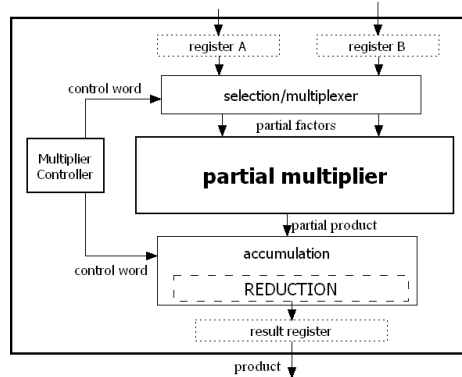 register A
register B
control word
selection/multiplexer
partial factors
Multiplier
Controller
partial multiplier
partial product
accumulation
control word
REDUCTION
result register
product